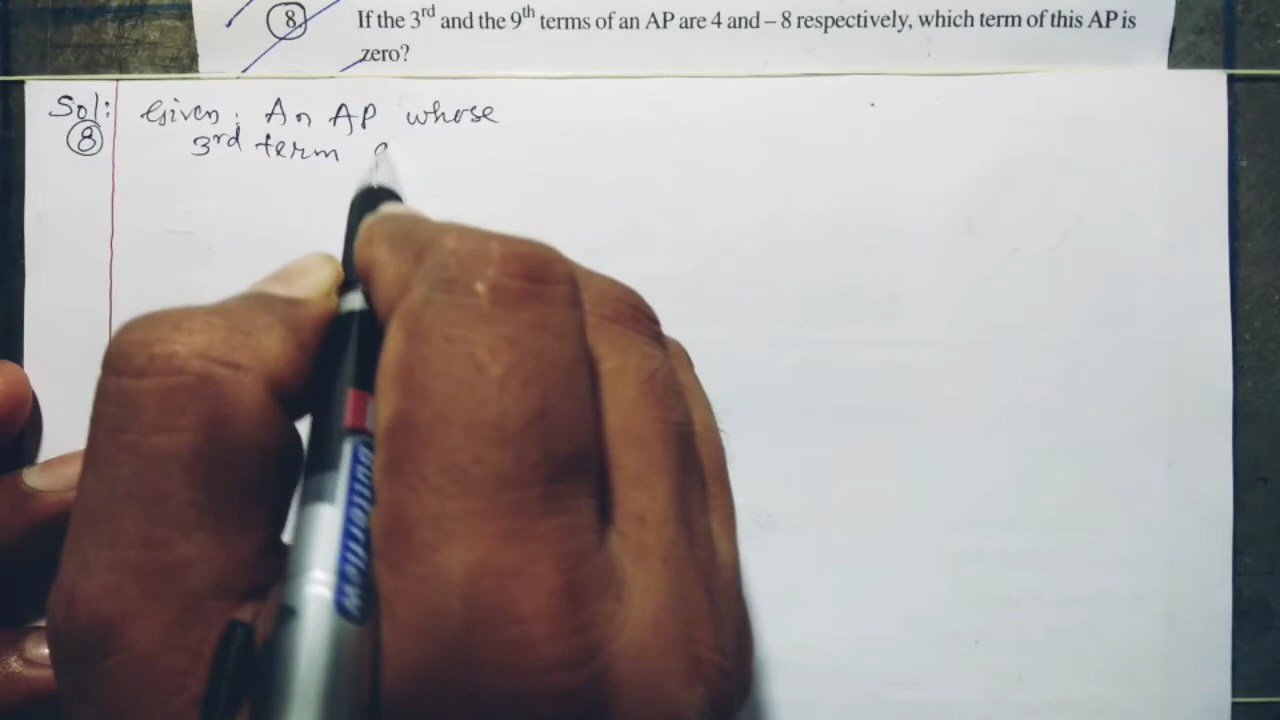 8 If the 3rd and the 9th terms of an AP are 4 and – 8 respectively, which term of this AP is
zero?
Sol: Given: An AP whose
8 3rd term a
butterflow